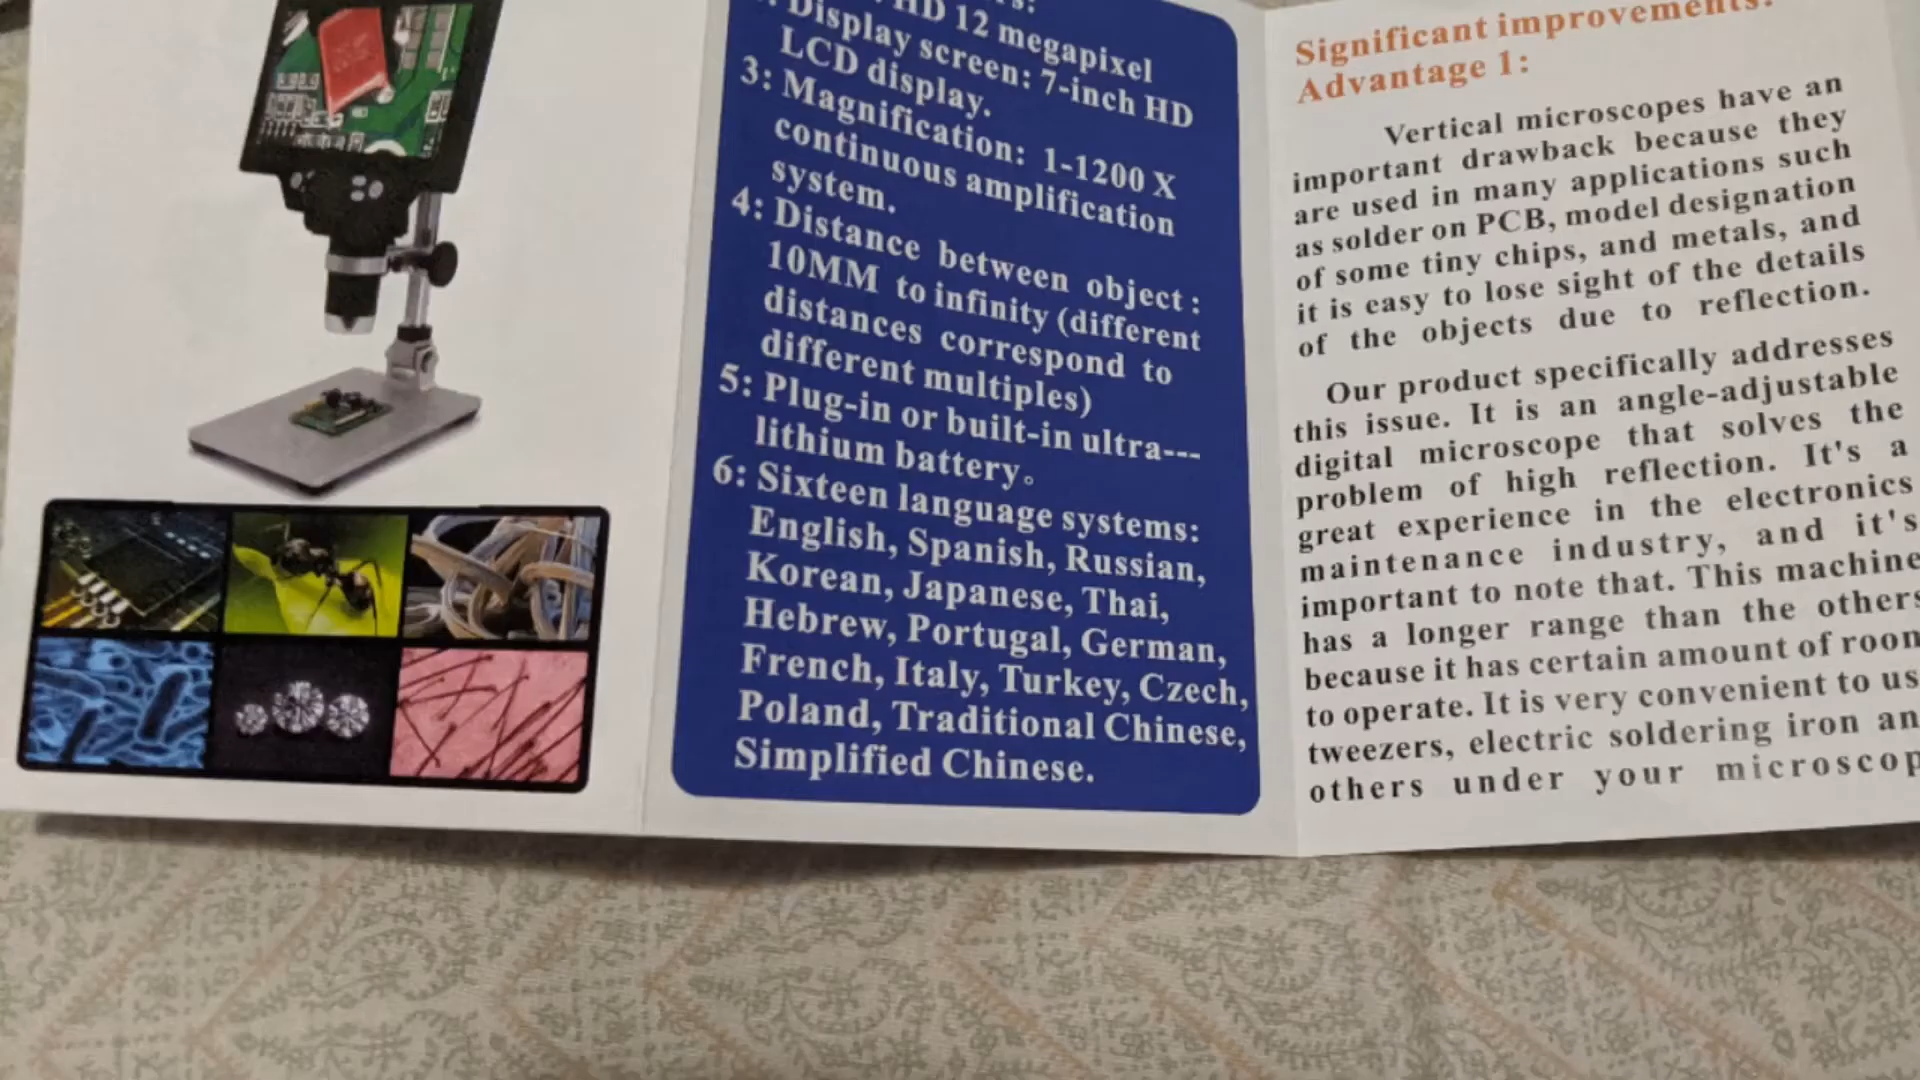 HD 12 megapixel
Display screen: 7-inch HD
LCD display.
3: Magnification: 1-1200 X
continuous amplification
system.
4: Distance between object:
10MM to infinity (different
distances correspond to
different multiples)
5: Plug-in or built-in ultra---
lithium battery。
6: Sixteen language systems:
English, Spanish, Russian,
Korean, Japanese, Thai,
Hebrew, Portugal, German,
French, Italy, Turkey, Czech,
Poland, Traditional Chinese,
Simplified Chinese.
Significant improvements:
Advantage 1:
Vertical microscopes have an
important drawback because they
are used in many applications such
as solder on PCB, model designation
of some tiny chips, and metals, and
it is easy to lose sight of the details
of the objects due to reflection.
Our product specifically addresses
this issue. It is an angle-adjustable
digital microscope that solves the
problem of high reflection. It's a
great experience in the electronics
maintenance industry, and it's
important to note that. This machine
has a longer range than the others
because it has certain amount of room
to operate. It is very convenient to us
tweezers, electric soldering iron an
others under your microscop